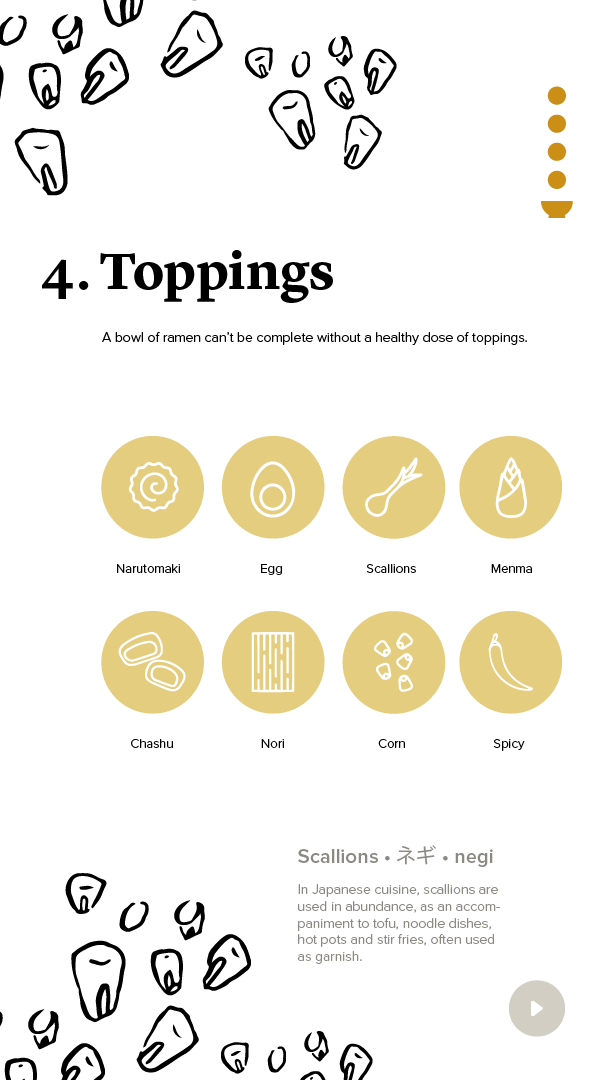 4. Toppings
A bowl of ramen can’t be complete without a healthy dose of toppings.
Narutomaki
Egg
Scallions
Menma
Chashu
Nori
Corn
Spicy
Scallions • ネギ • negi
In Japanese cuisine, scallions are
used in abundance, as an accom-
paniment to tofu, noodle dishes,
hot pots and stir fries, often used
as garnish.